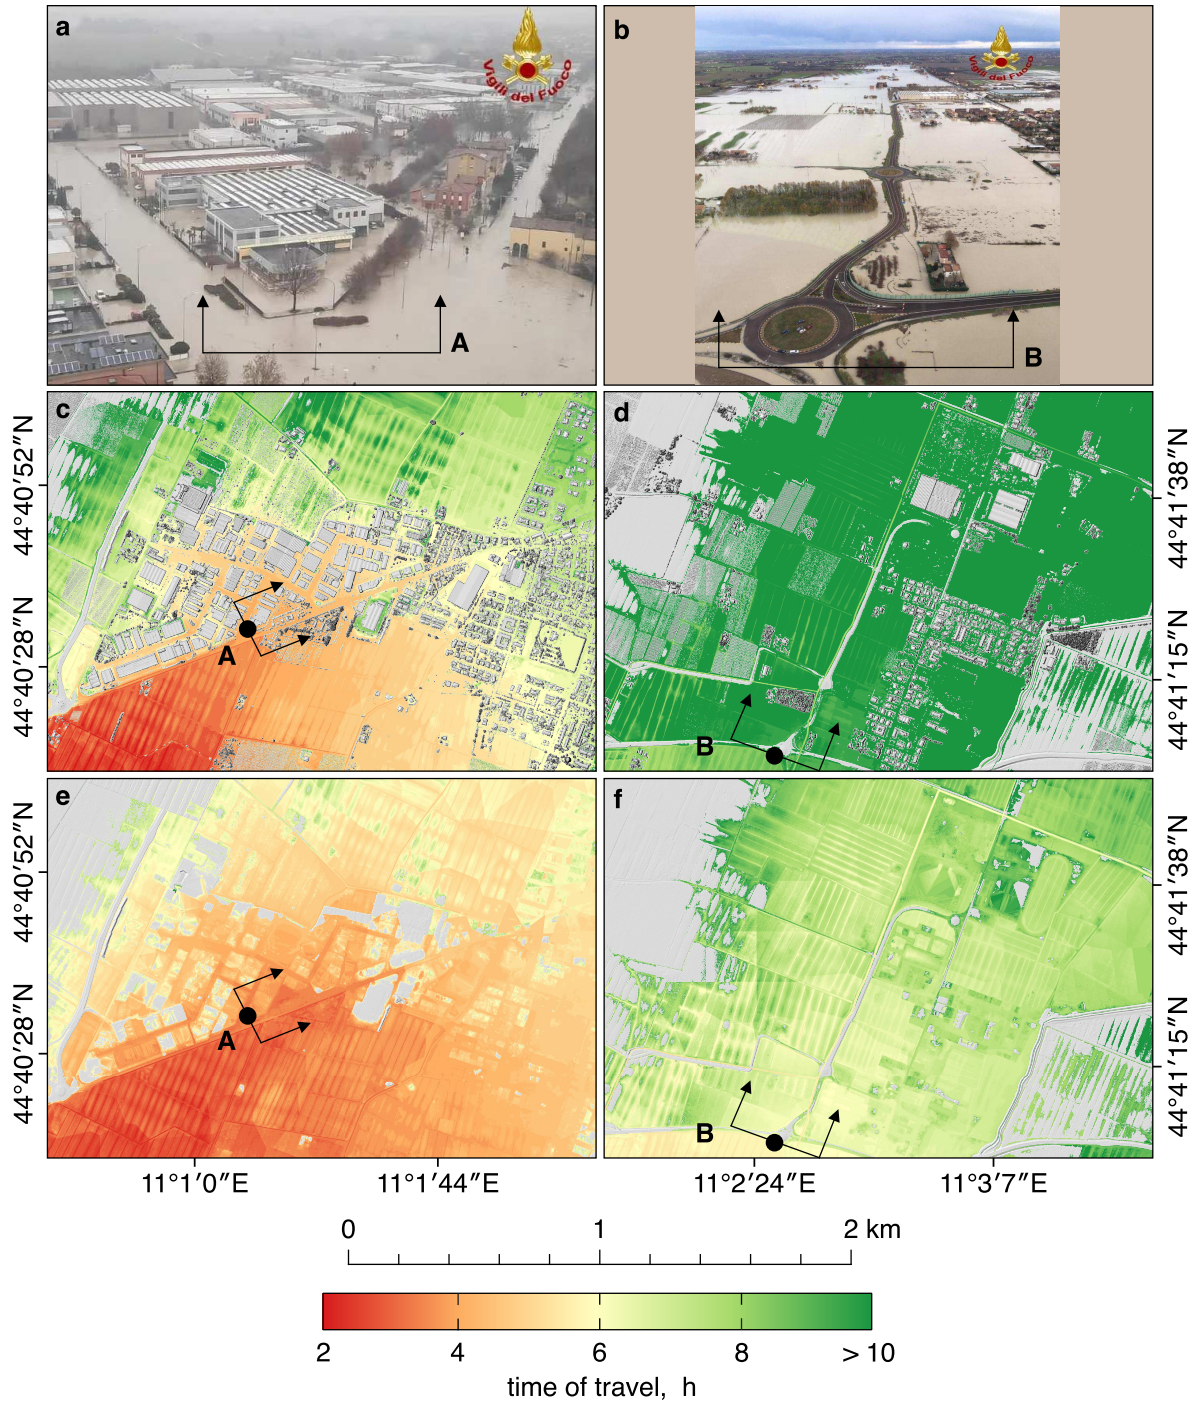 a
Vigili del Fuoco
A
b
Vigili del Fuoco
B
c
44°40′52″N
44°40′28″N
A
d
44°41′38″N
44°41′15″N
B
e
44°40′52″N
44°40′28″N
A
f
44°41′38″N
44°41′15″N
B
11°1′0″E
11°1′44″E
11°2′24″E
11°3′7″E
0 1 2 km
2 4 6 8 > 10
time of travel, h